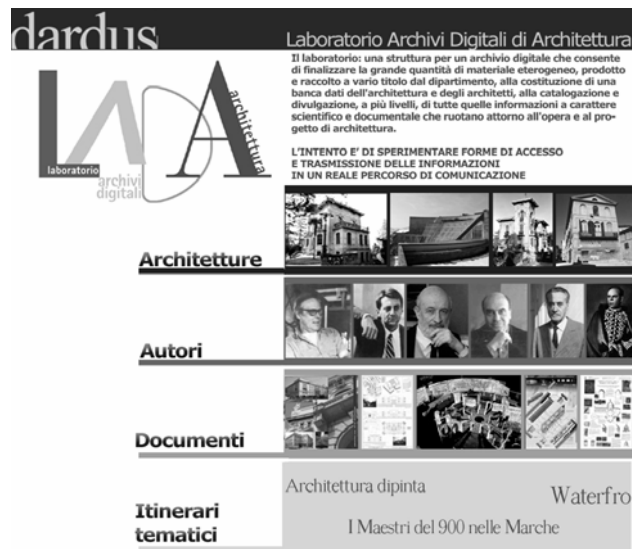 dardus
Laboratorio Archivi Digitali di Architettura
Il laboratorio: una struttura per un archivio digitale che consente
di finalizzare la grande quantità di materiale eterogeneo, prodotto
e raccolto a vario titolo dal dipartimento, alla costituzione di una
banca dati dell'architettura e degli architetti, alla catalogazione e
divulgazione, a più livelli, di tutte quelle informazioni a carattere
scientifico e documentale che ruotano attorno all'opera e al pro-
getto di architettura.
L'INTENTO E' DI SPERIMENTARE FORME DI ACCESSO
E TRASMISSIONE DELLE INFORMAZIONI
IN UN REALE PERCORSO DI COMUNICAZIONE
LADA
laboratorio
archivi
digitali
architettura
Architetture
Autori
Documenti
Itinerari
tematici
Architettura dipinta
Waterfro
I Maestri del 900 nelle Marche